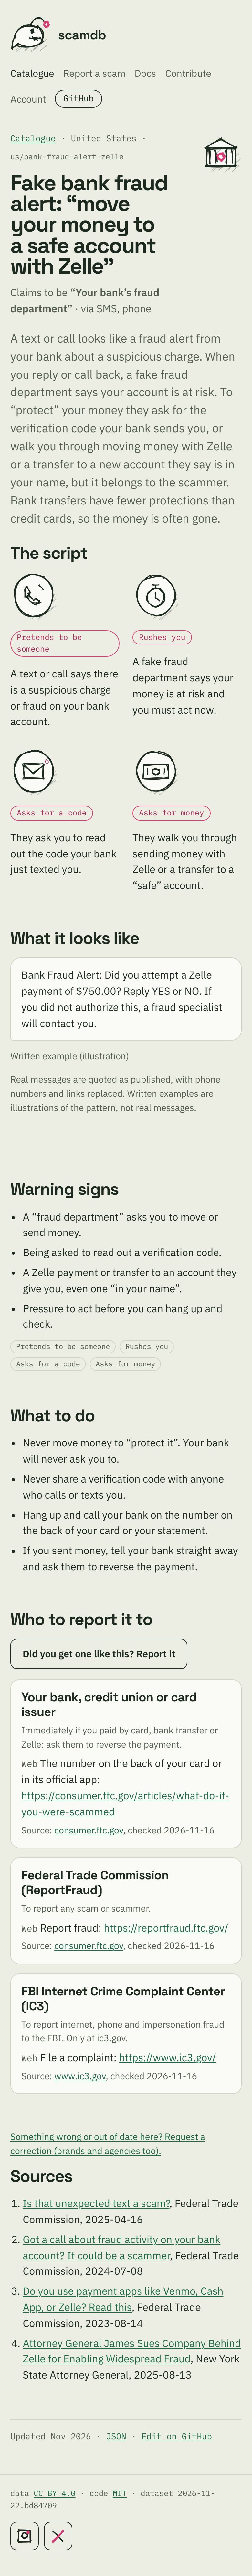 scamdb
Catalogue Report a scam Docs Contribute
Account GitHub
Catalogue · United States ·
us/bank-fraud-alert-zelle
Fake bank fraud
alert: “move
your money to
a safe account
with Zelle”
Claims to be “Your bank’s fraud
department” · via SMS, phone
A text or call looks like a fraud alert from
your bank about a suspicious charge. When
you reply or call back, a fake fraud
department says your account is at risk. To
“protect” your money they ask for the
verification code your bank sends you, or
walk you through moving money with Zelle
or a transfer to a new account they say is in
your name, but it belongs to the scammer.
Bank transfers have fewer protections than
credit cards, so the money is often gone.
The script
Pretends to be
someone
A text or call says there
is a suspicious charge
or fraud on your bank
account.
Rushes you
A fake fraud
department says your
money is at risk and
you must act now.
Asks for a code
They ask you to read
out the code your bank
just texted you.
Asks for money
They walk you through
sending money with
Zelle or a transfer to a
“safe” account.
What it looks like
Bank Fraud Alert: Did you attempt a Zelle
payment of $750.00? Reply YES or NO. If
you did not authorize this, a fraud specialist
will contact you.
Written example (illustration)
Real messages are quoted as published, with phone
numbers and links replaced. Written examples are
illustrations of the pattern, not real messages.
Warning signs
• A “fraud department” asks you to move or
send money.
• Being asked to read out a verification code.
• A Zelle payment or transfer to an account they
give you, even one “in your name”.
• Pressure to act before you can hang up and
check.
Pretends to be someone Rushes you
Asks for a code Asks for money
What to do
• Never move money to “protect it”. Your bank
will never ask you to.
• Never share a verification code with anyone
who calls or texts you.
• Hang up and call your bank on the number on
the back of your card or your statement.
• If you sent money, tell your bank straight away
and ask them to reverse the payment.
Who to report it to
Did you get one like this? Report it
Your bank, credit union or card
issuer
Immediately if you paid by card, bank transfer or
Zelle: ask them to reverse the payment.
Web The number on the back of your card or
in its official app:
https://consumer.ftc.gov/articles/what-do-if-
you-were-scammed
Source: consumer.ftc.gov, checked 2026-11-16
Federal Trade Commission
(ReportFraud)
To report any scam or scammer.
Web Report fraud: https://reportfraud.ftc.gov/
Source: consumer.ftc.gov, checked 2026-11-16
FBI Internet Crime Complaint Center
(IC3)
To report internet, phone and impersonation fraud
to the FBI. Only at ic3.gov.
Web File a complaint: https://www.ic3.gov/
Source: www.ic3.gov, checked 2026-11-16
Something wrong or out of date here? Request a
correction (brands and agencies too).
Sources
1. Is that unexpected text a scam?, Federal Trade
Commission, 2025-04-16
2. Got a call about fraud activity on your bank
account? It could be a scammer, Federal Trade
Commission, 2024-07-08
3. Do you use payment apps like Venmo, Cash
App, or Zelle? Read this, Federal Trade
Commission, 2023-08-14
4. Attorney General James Sues Company Behind
Zelle for Enabling Widespread Fraud, New York
State Attorney General, 2025-08-13
Updated Nov 2026 · JSON · Edit on GitHub
data CC BY 4.0 · code MIT · dataset 2026-11-
22.bd84709